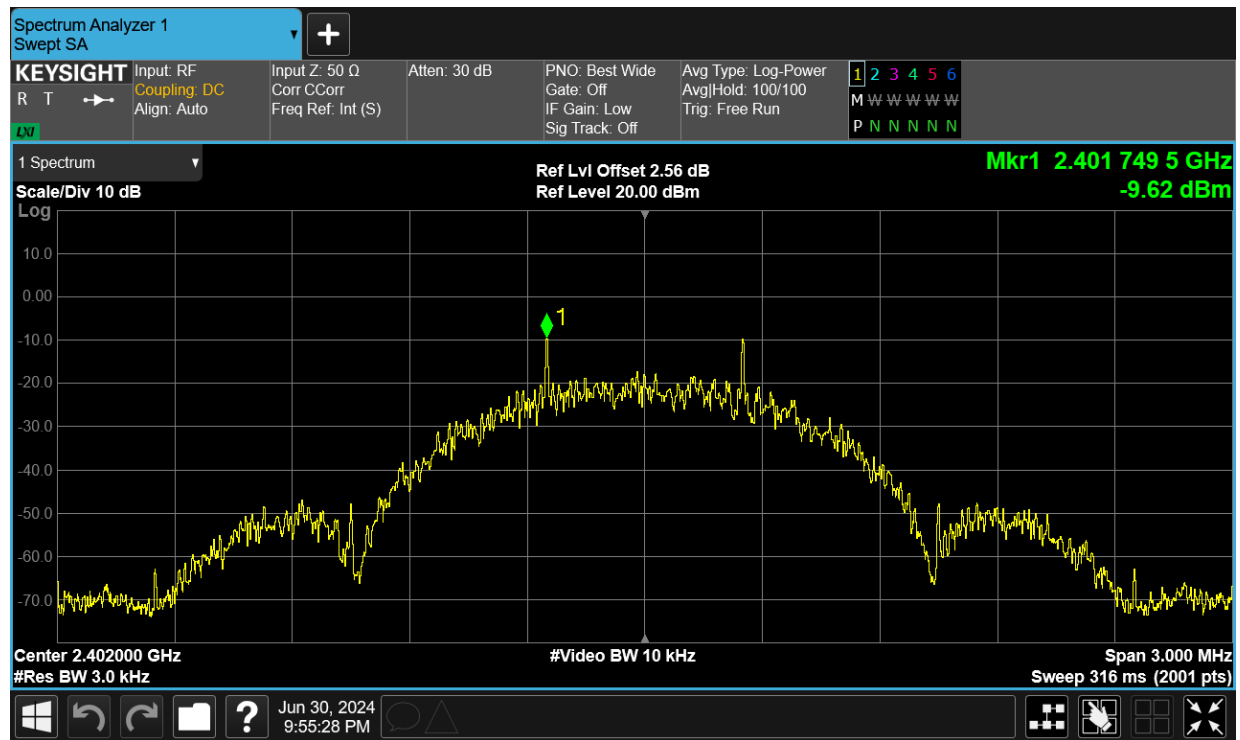 Spectrum Analyzer 1
Swept SA
KEYSIGHT
R T
LXI
Input: RF
Coupling: DC
Align: Auto
Input Z: 50 Ω
Corr CCorr
Freq Ref: Int (S)
Atten: 30 dB
PNO: Best Wide
Gate: Off
IF Gain: Low
Sig Track: Off
Avg Type: Log-Power
Avg|Hold: 100/100
Trig: Free Run
1 2 3 4 5 6
M W W W W W
P N N N N N N
1 Spectrum
Scale/Div 10 dB
Ref Lvl Offset 2.56 dB
Ref Level 20.00 dBm
Mkr1 2.401 749 5 GHz
-9.62 dBm
Log
10.0
0.00
-10.0
-20.0
-30.0
-40.0
-50.0
-60.0
-70.0
1
Center 2.402000 GHz
#Res BW 3.0 kHz
#Video BW 10 kHz
Span 3.000 MHz
Sweep 316 ms (2001 pts)
?
Jun 30, 2024
9:55:28 PM